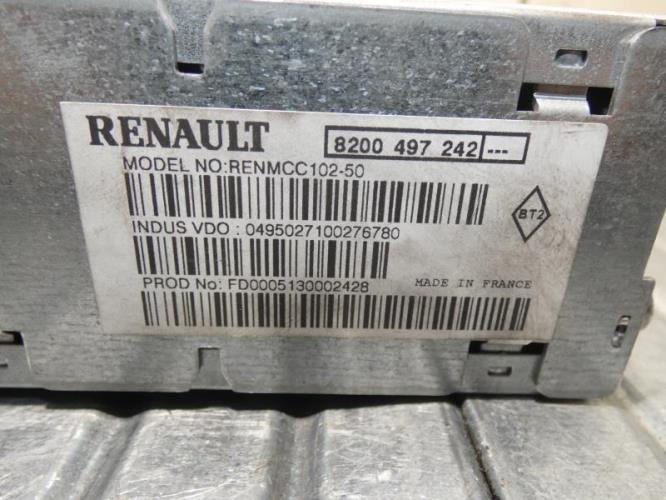 RENAULT 8200 497 242 ---
MODEL NO:RENMCC102-50
BT2
INDUS VDO : 0495027100276780
PROD No: FD0005130002428 MADE IN FRANCE